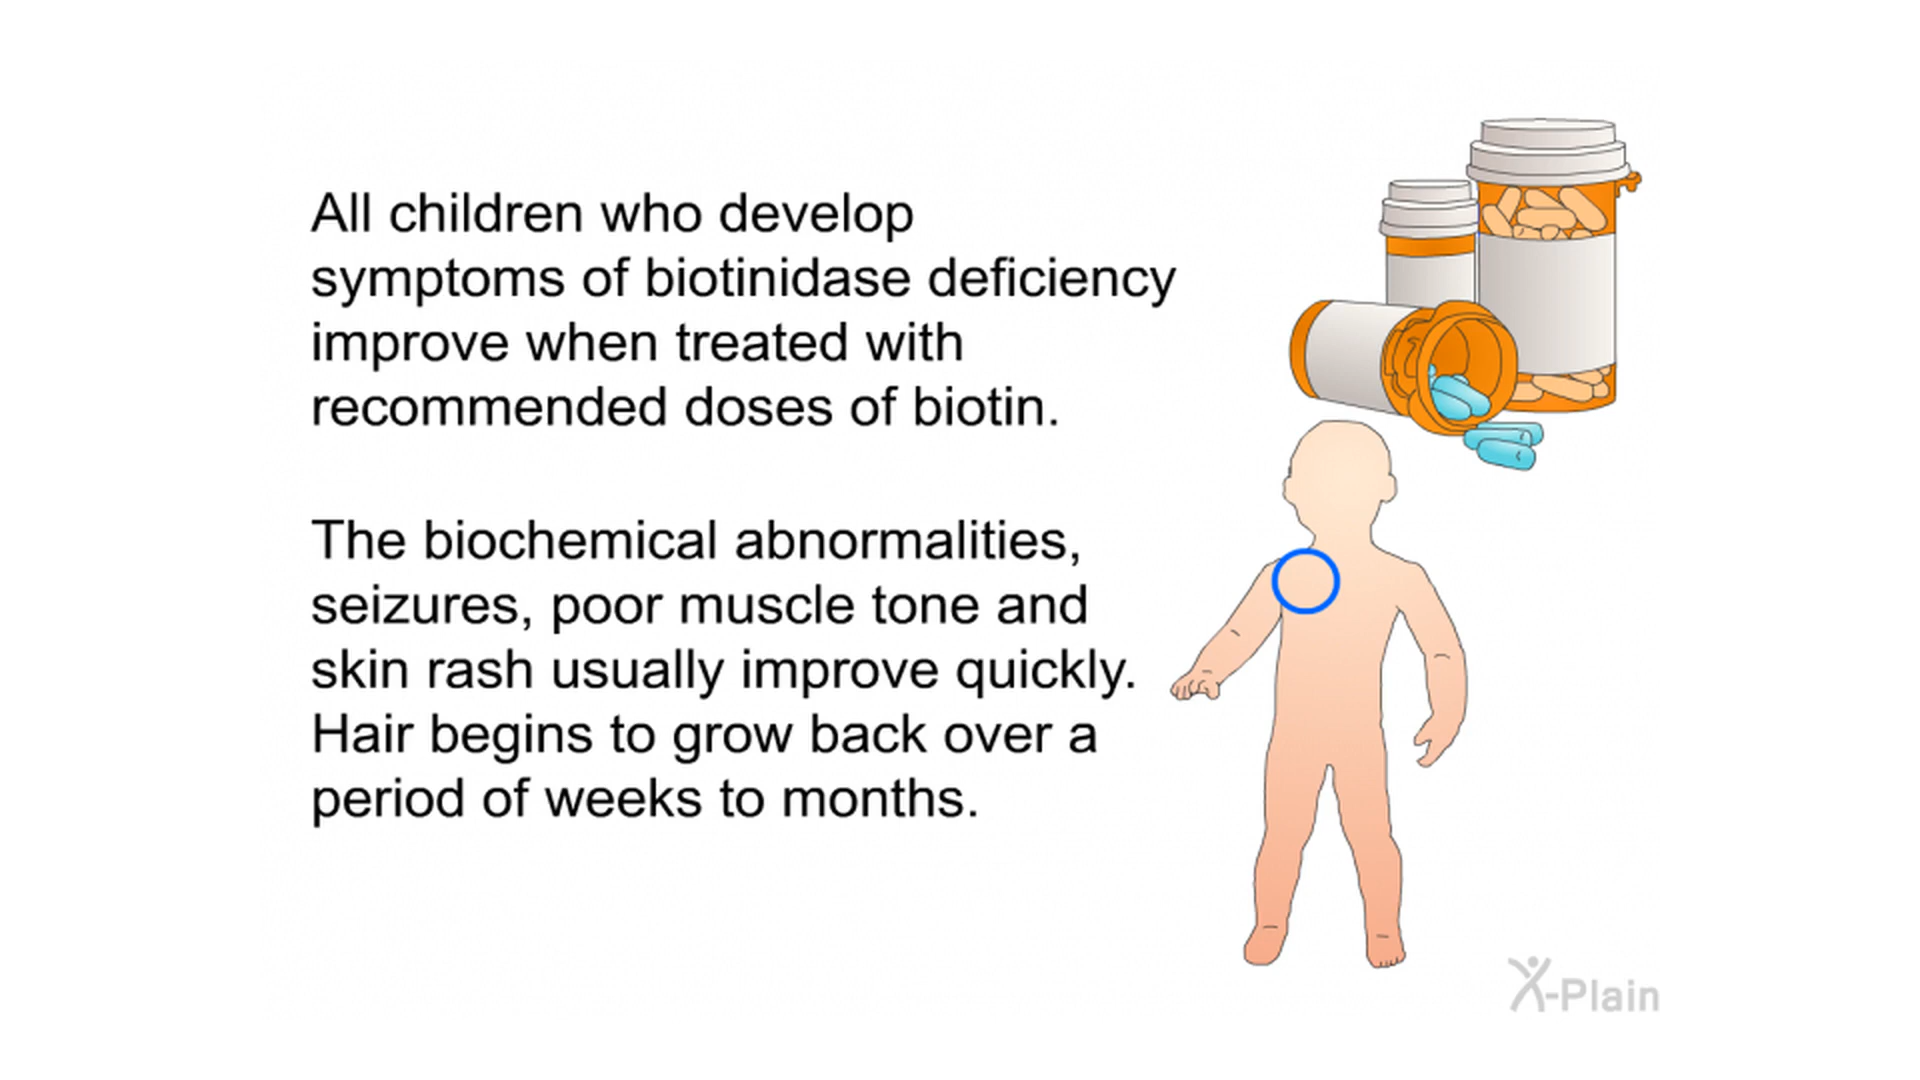 All children who develop
symptoms of biotinidase deficiency
improve when treated with
recommended doses of biotin.
The biochemical abnormalities,
seizures, poor muscle tone and
skin rash usually improve quickly.
Hair begins to grow back over a
period of weeks to months.
X-Plain